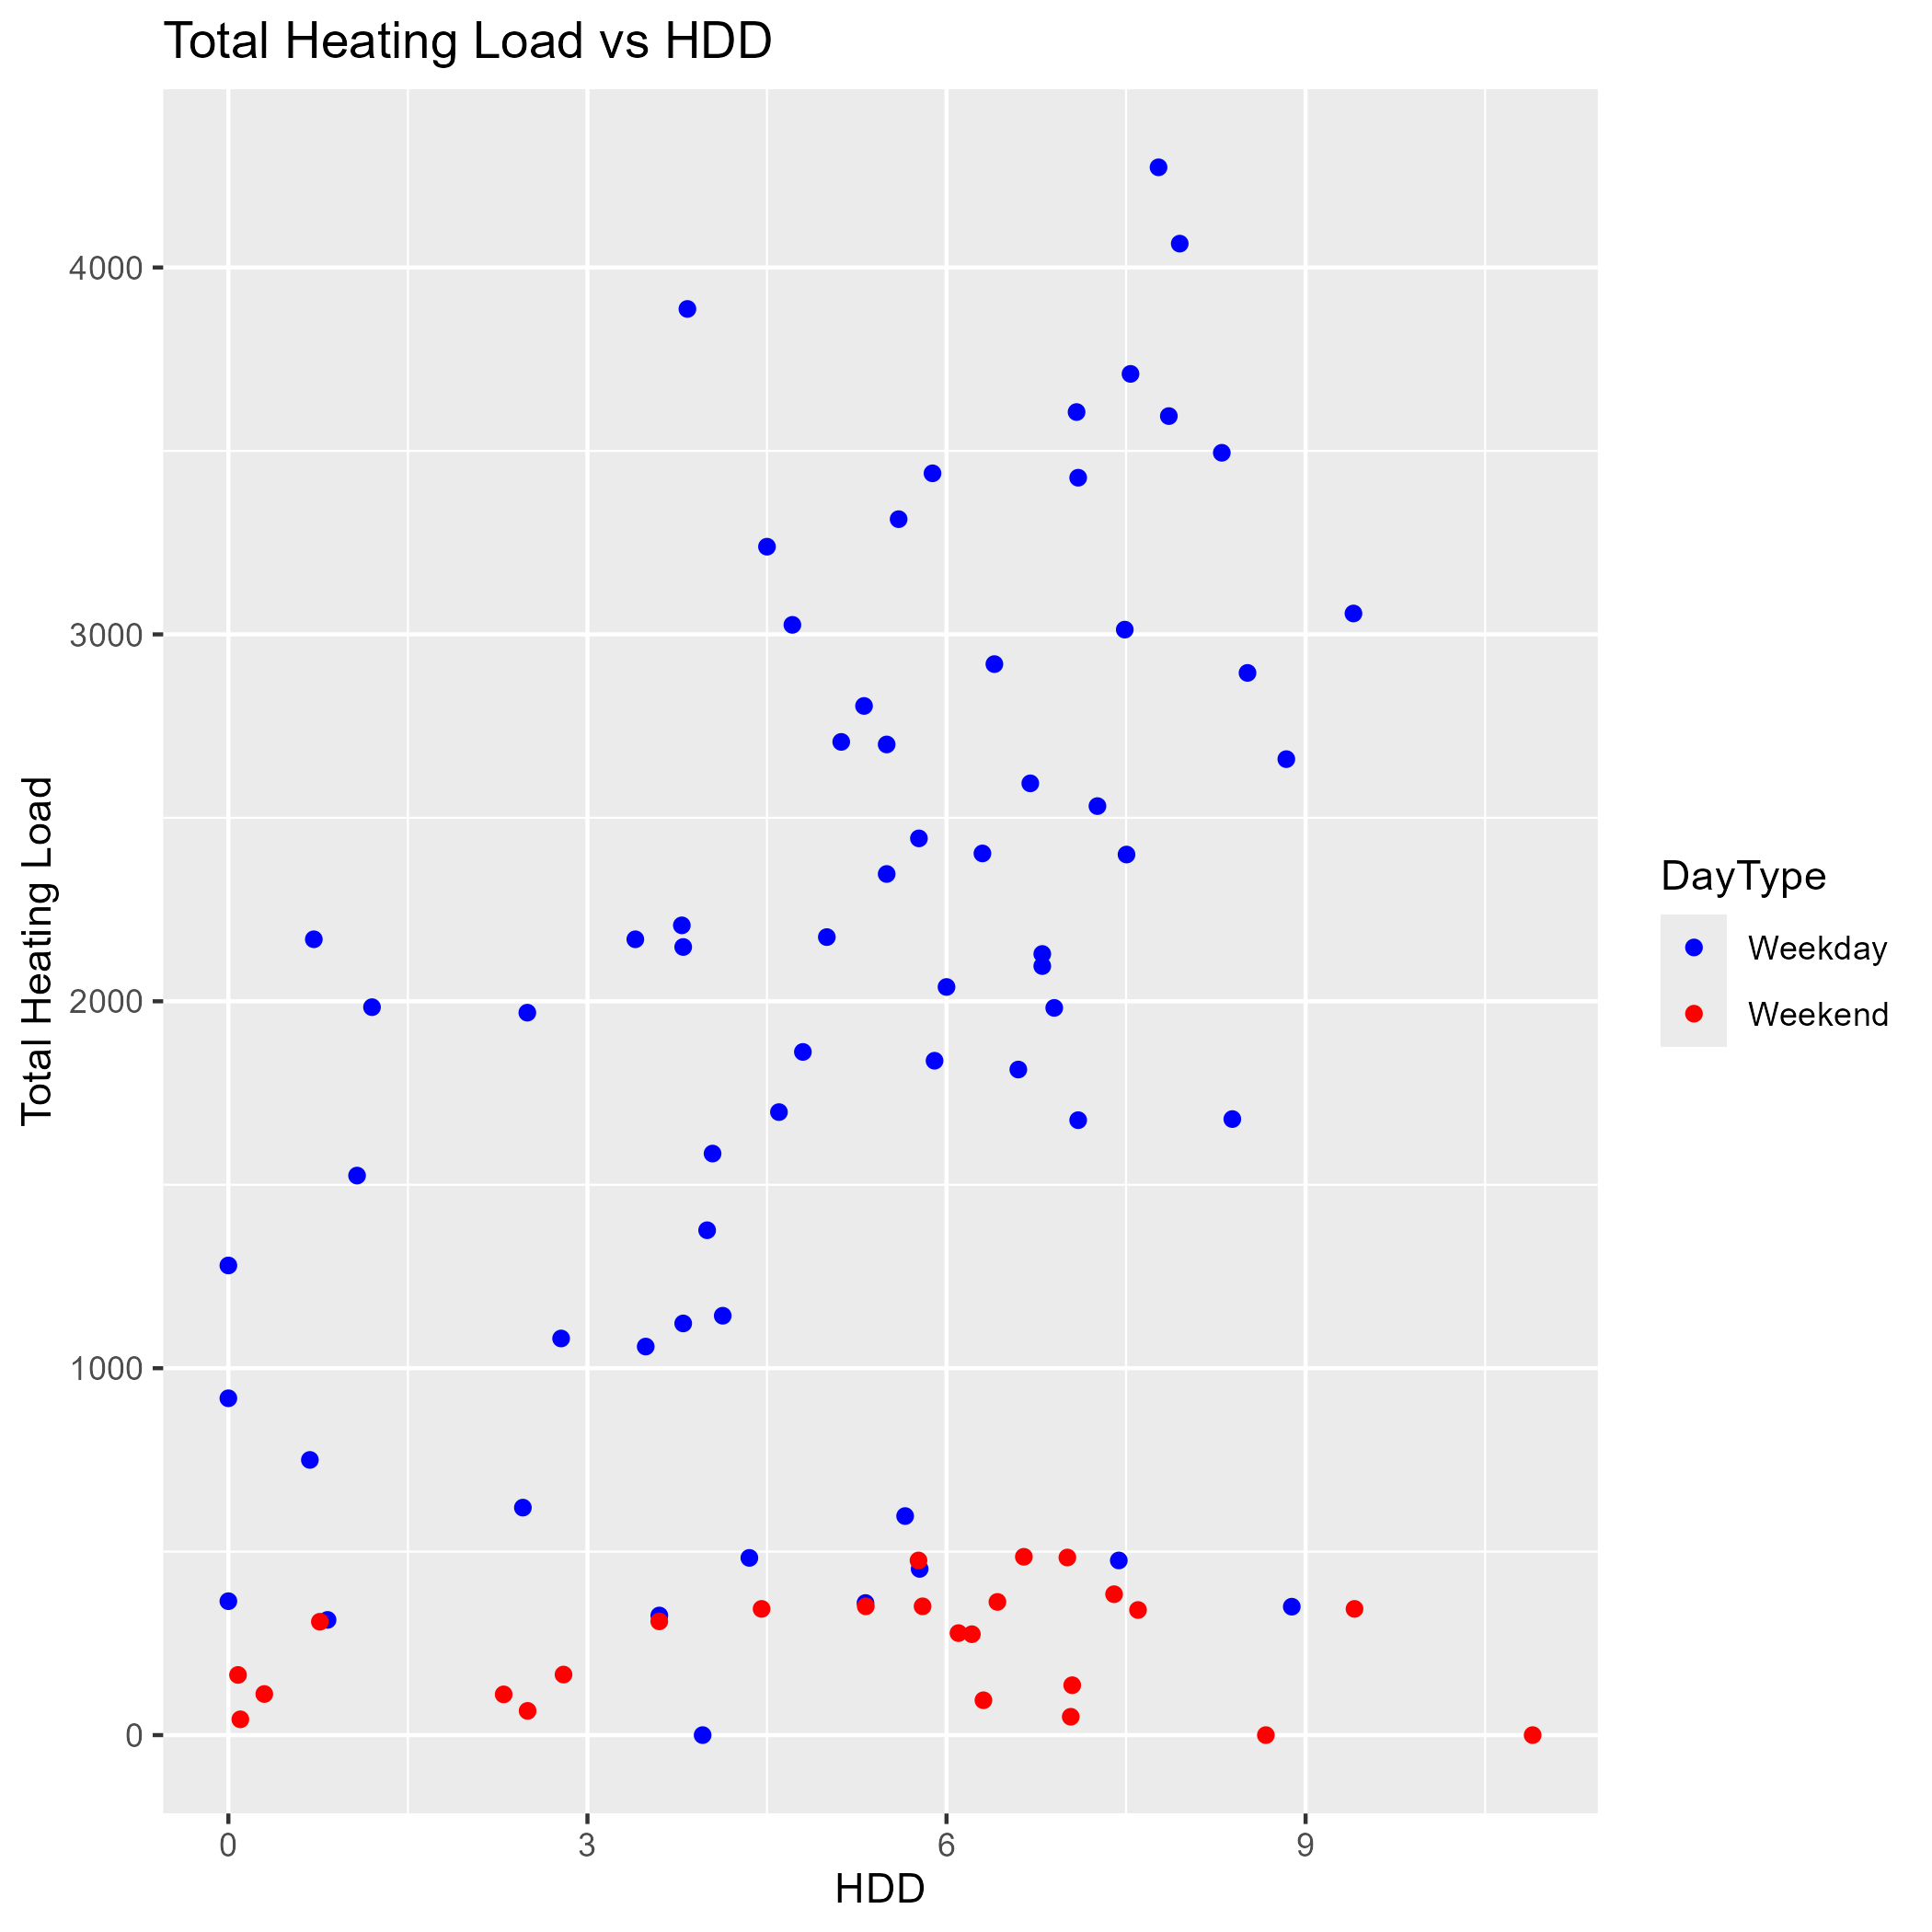 Total Heating Load vs HDD
Total Heating Load
4000
3000
2000
1000
0
0
3
6
9
HDD
DayType
Weekday
Weekend